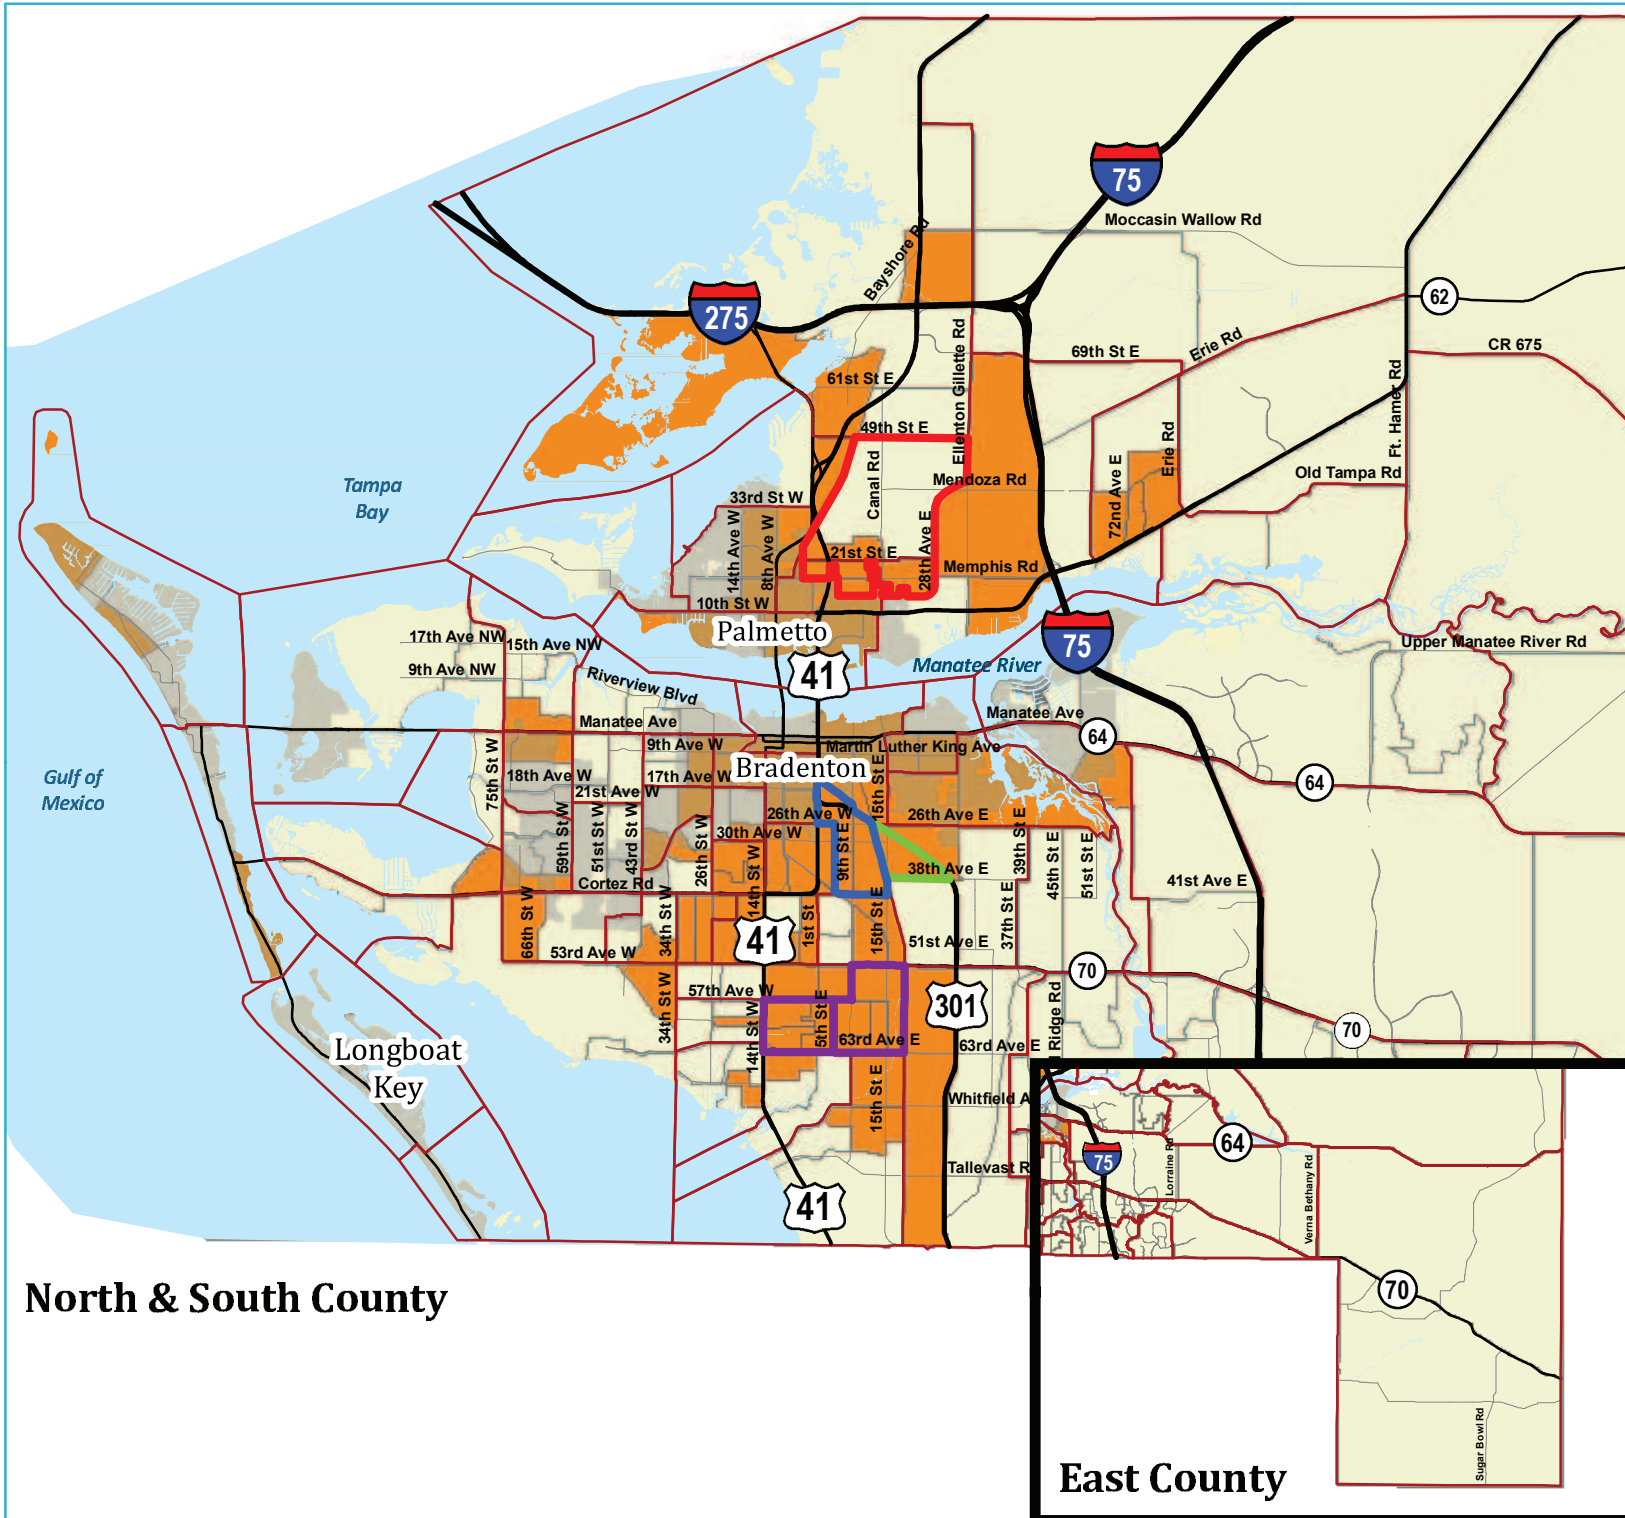 75
Moccasin Wallow Rd
Bayshore Rd
62
275
Erie Rd
69th St E
CR 675
Ellenton Gillette Rd
61st St E
Ft. Hamer Rd
49th St E
Canal Rd
Erie Rd
72nd Ave E
Old Tampa Rd
Mendoza Rd
Tampa
Bay
33rd St W
14th Ave W
8th Ave W
28th Ave E
21st St E
Memphis Rd
10th St W
Palmetto
17th Ave NW
15th Ave NW
75
Upper Manatee River Rd
9th Ave NW
41
Manatee River
Riverview Blvd
Manatee Ave
Manatee Ave
64
9th Ave W
Martin Luther King Ave
75th St W
Bradenton
Gulf of
Mexico
18th Ave W
17th Ave W
15th St E
64
21st Ave W
26th Ave W
26th Ave E
30th Ave W
59th St W
51st St W
43rd St W
26th St W
14th St W
9th St E
39th St E
45th St E
51st St E
38th Ave E
Cortez Rd
41st Ave E
66th St W
34th St W
41
1st St
15th St E
37th St E
51st Ave E
53rd Ave W
70
57th Ave W
34th St W
14th St W
5th St E
301
Ridge Rd
70
63rd Ave E
63rd Ave E
Longboat
Key
15th St E
Whitfield A
Tallevast R
41
64
75
Lorraine Rd
Verna Bethany Rd
70
Sugar Bowl Rd
North & South County
East County